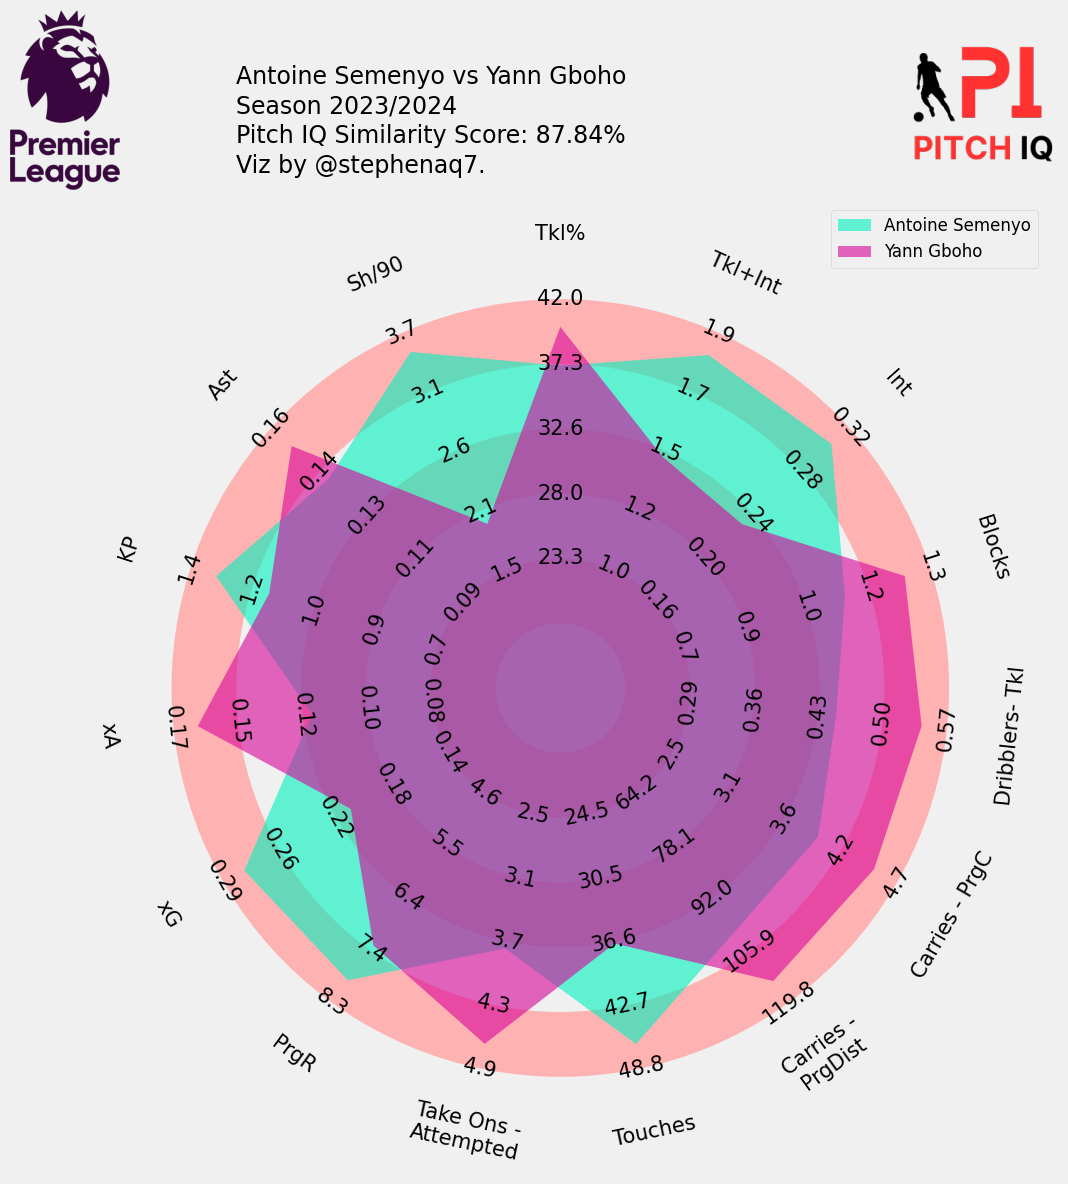 Premier
League
Antoine Semenyo vs Yann Gboho
Season 2023/2024
Pitch IQ Similarity Score: 87.84%
Viz by @stephenaq7.
PI
PITCH IQ
Antoine Semenyo
Yann Gboho
Tkl%
42.0
37.3
32.6
28.0
23.3
Tkl+Int
1.9
1.7
1.5
1.2
1.0
Int
0.32
0.28
0.24
0.20
0.16
Blocks
1.3
1.2
1.0
0.9
0.7
Dribblers- Tkl
0.57
0.50
0.43
0.36
0.29
Carries - PrgC
4.7
4.2
3.6
3.1
2.5
Carries -
PrgDist
119.8
105.9
92.0
78.1
64.2
Touches
48.8
42.7
36.6
30.5
24.5
Take Ons -
Attempted
4.9
4.3
3.7
3.1
2.5
PrgR
8.3
7.4
6.4
5.5
4.6
xG
0.29
0.26
0.22
0.18
0.14
xA
0.17
0.15
0.12
0.10
0.08
KP
1.4
1.2
1.0
0.9
0.7
Ast
0.16
0.14
0.13
0.11
0.09
Sh/90
3.7
3.1
2.6
2.1
1.5